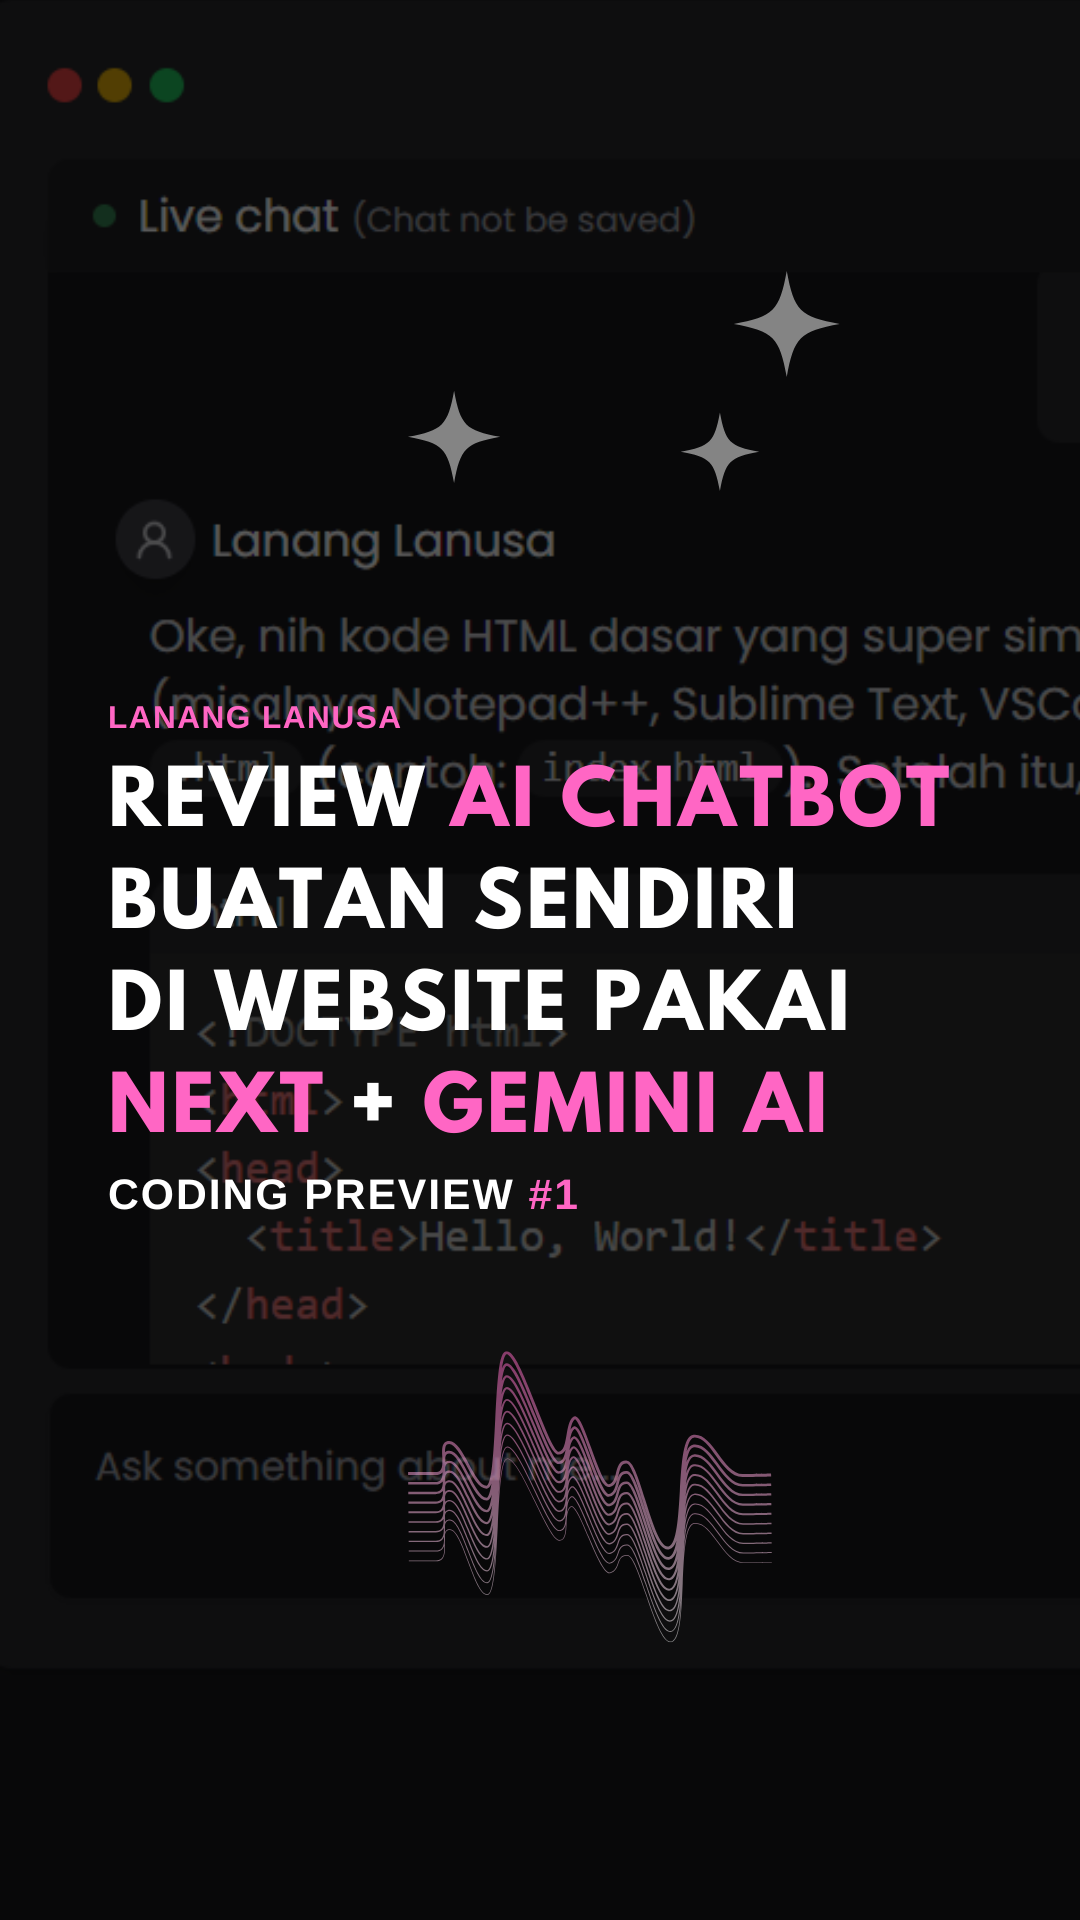 Live chat (Chat not be saved)
Lanang Lanusa
Oke, nih kode HTML dasar yang super sim
(misalnya Notepad++, Sublime Text, VSCo
LANANG LANUSA
.html (contoh: index.html). Setelah itu,
REVIEW AI CHATBOT
BUATAN SENDIRI
html
DI WEBSITE PAKAI
<!DOCTYPE html>
NEXT + GEMINI AI
<html>
<head>
CODING PREVIEW #1
<title>Hello, World!</title>
</head>
Ask something about me...